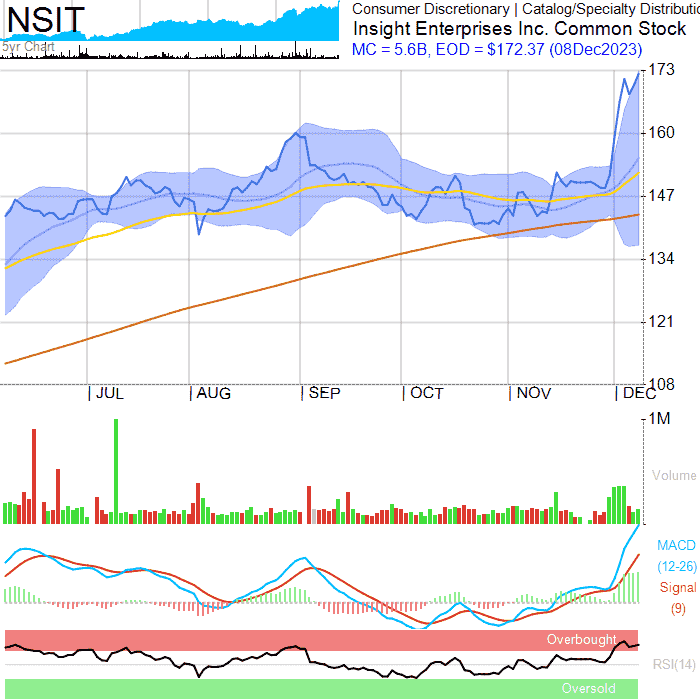 NSIT
5yr Chart
Consumer Discretionary | Catalog/Specialty Distributio
Insight Enterprises Inc. Common Stock
MC = 5.6B, EOD = $172.37 (08Dec2023)
173
160
147
134
121
108
| JUL | AUG | SEP | OCT | NOV | DEC
1M
Volume
MACD
(12-26)
Signal
(9)
Overbought
RSI(14)
Oversold